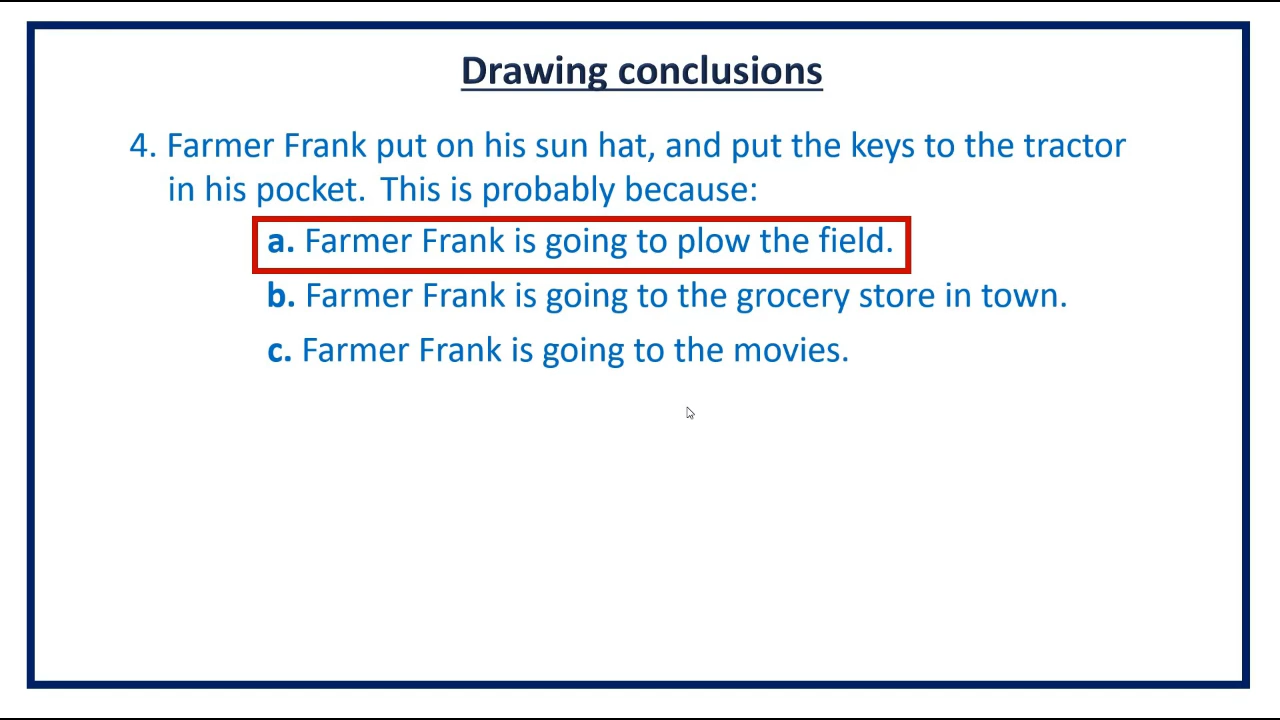 Drawing conclusions
4. Farmer Frank put on his sun hat, and put the keys to the tractor
in his pocket. This is probably because:
a. Farmer Frank is going to plow the field.
b. Farmer Frank is going to the grocery store in town.
c. Farmer Frank is going to the movies.